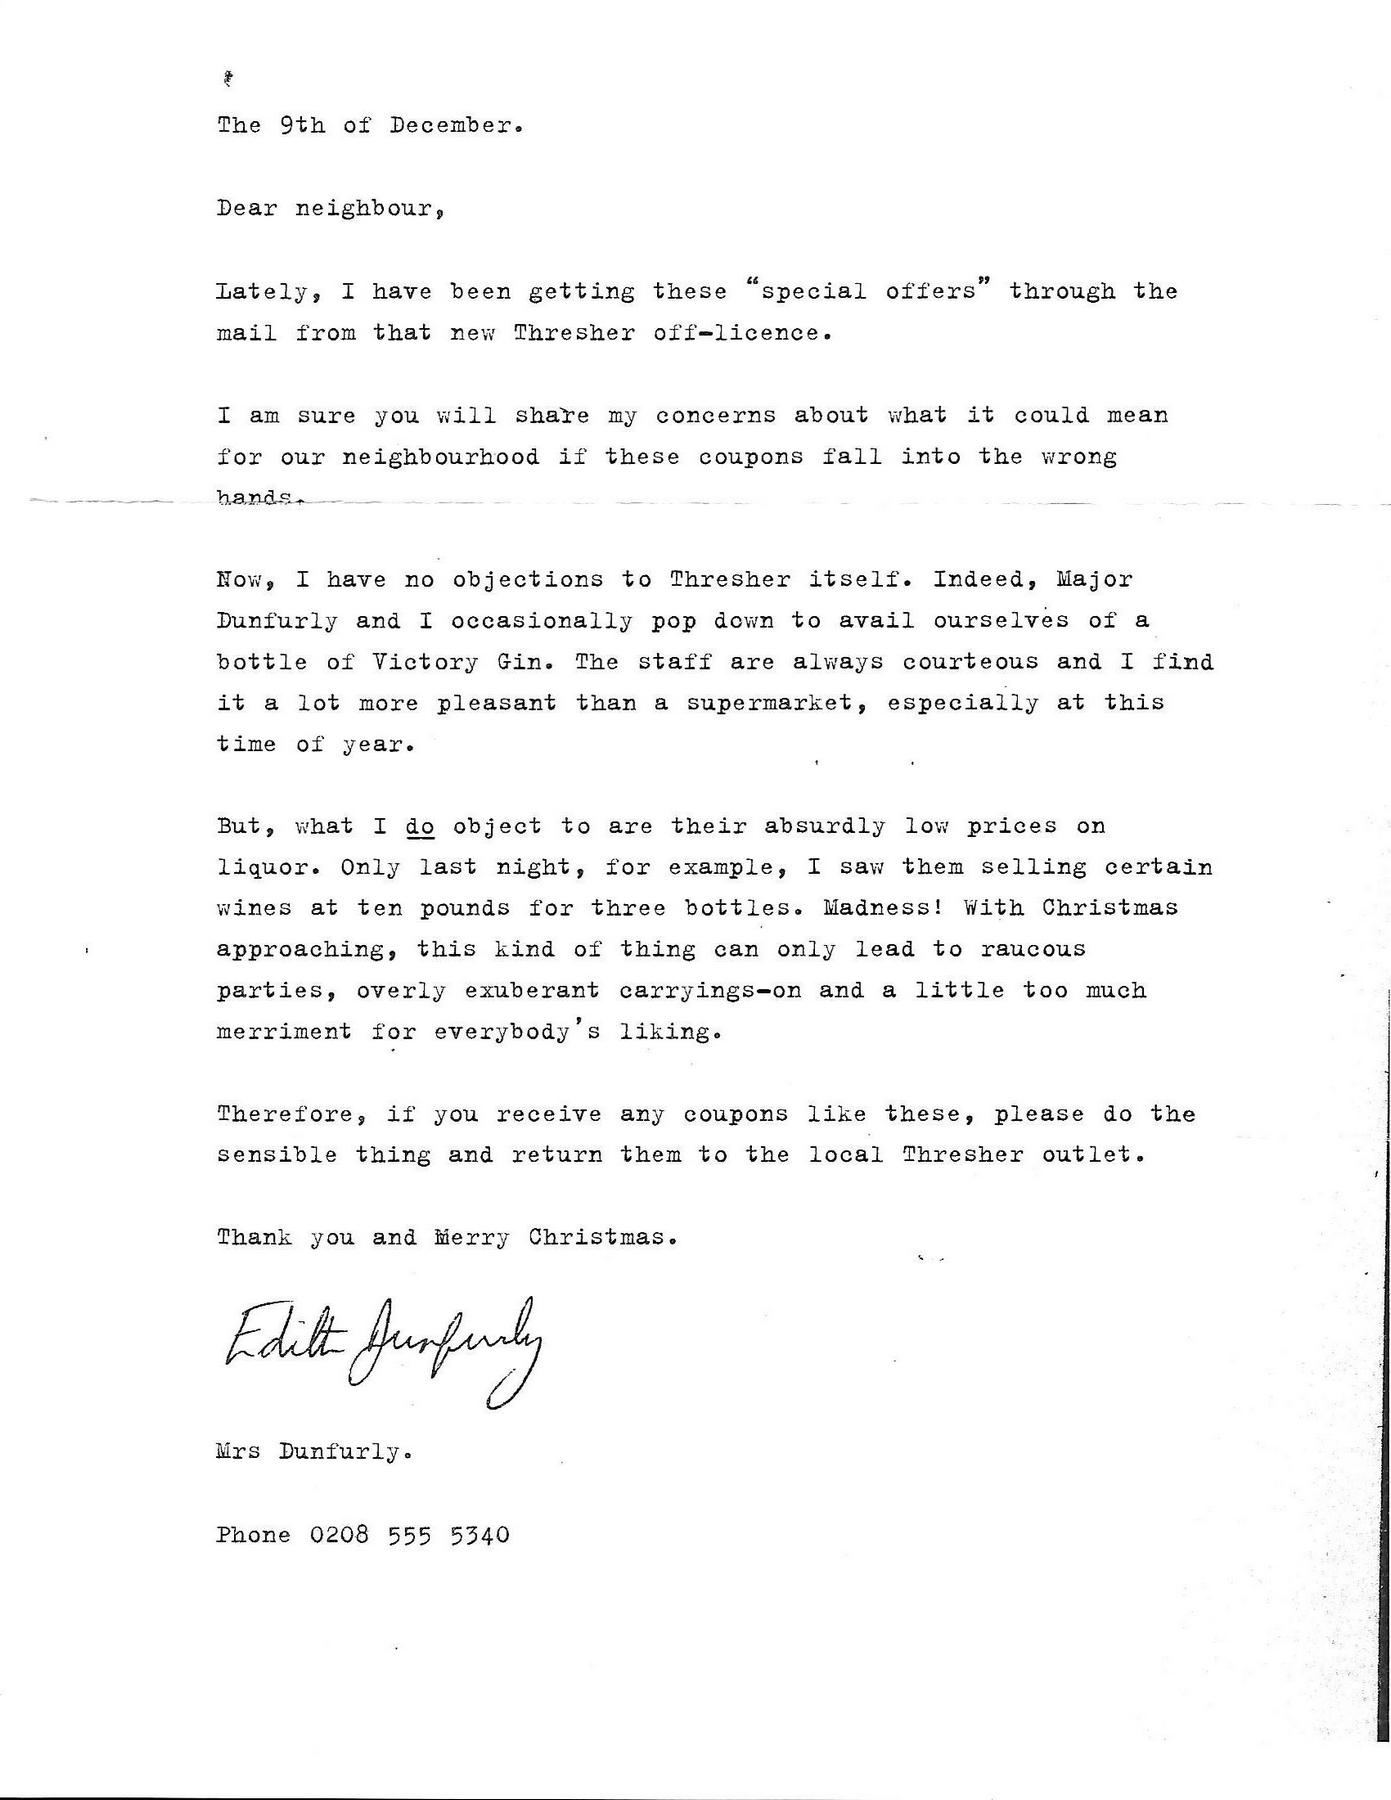 The 9th of December.
Dear neighbour,
Lately, I have been getting these “special offers” through the
mail from that new Thresher off-licence.
I am sure you will share my concerns about what it could mean
for our neighbourhood if these coupons fall into the wrong
hands.
Now, I have no objections to Thresher itself. Indeed, Major
Dunfurly and I occasionally pop down to avail ourselves of a
bottle of Victory Gin. The staff are always courteous and I find
it a lot more pleasant than a supermarket, especially at this
time of year.
But, what I do object to are their absurdly low prices on
liquor. Only last night, for example, I saw them selling certain
wines at ten pounds for three bottles. Madness! With Christmas
approaching, this kind of thing can only lead to raucous
parties, overly exuberant carryings-on and a little too much
merriment for everybody's liking.
Therefore, if you receive any coupons like these, please do the
sensible thing and return them to the local Thresher outlet.
Thank you and Merry Christmas.
Edith Dunfurly
Mrs Dunfurly.
Phone 0208 555 5340